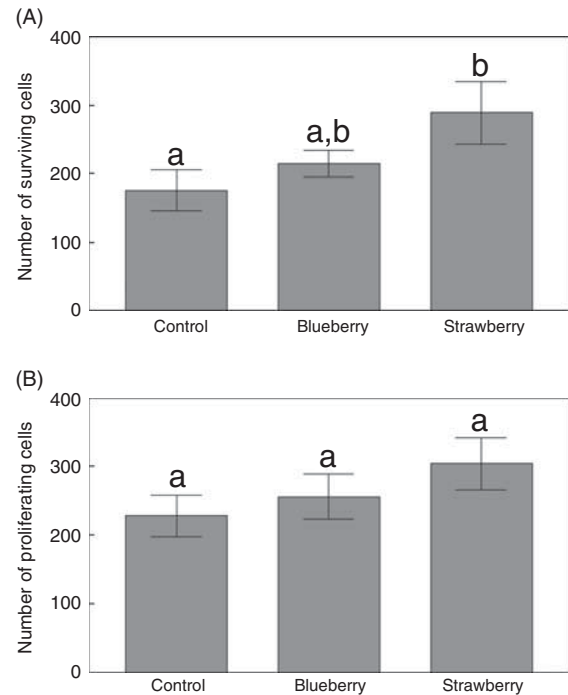 (A)
Number of surviving cells
400
300
200
100
0
a
a,b
b
Control Blueberry Strawberry
(B)
Number of proliferating cells
400
300
200
100
0
a
a
a
Control Blueberry Strawberry